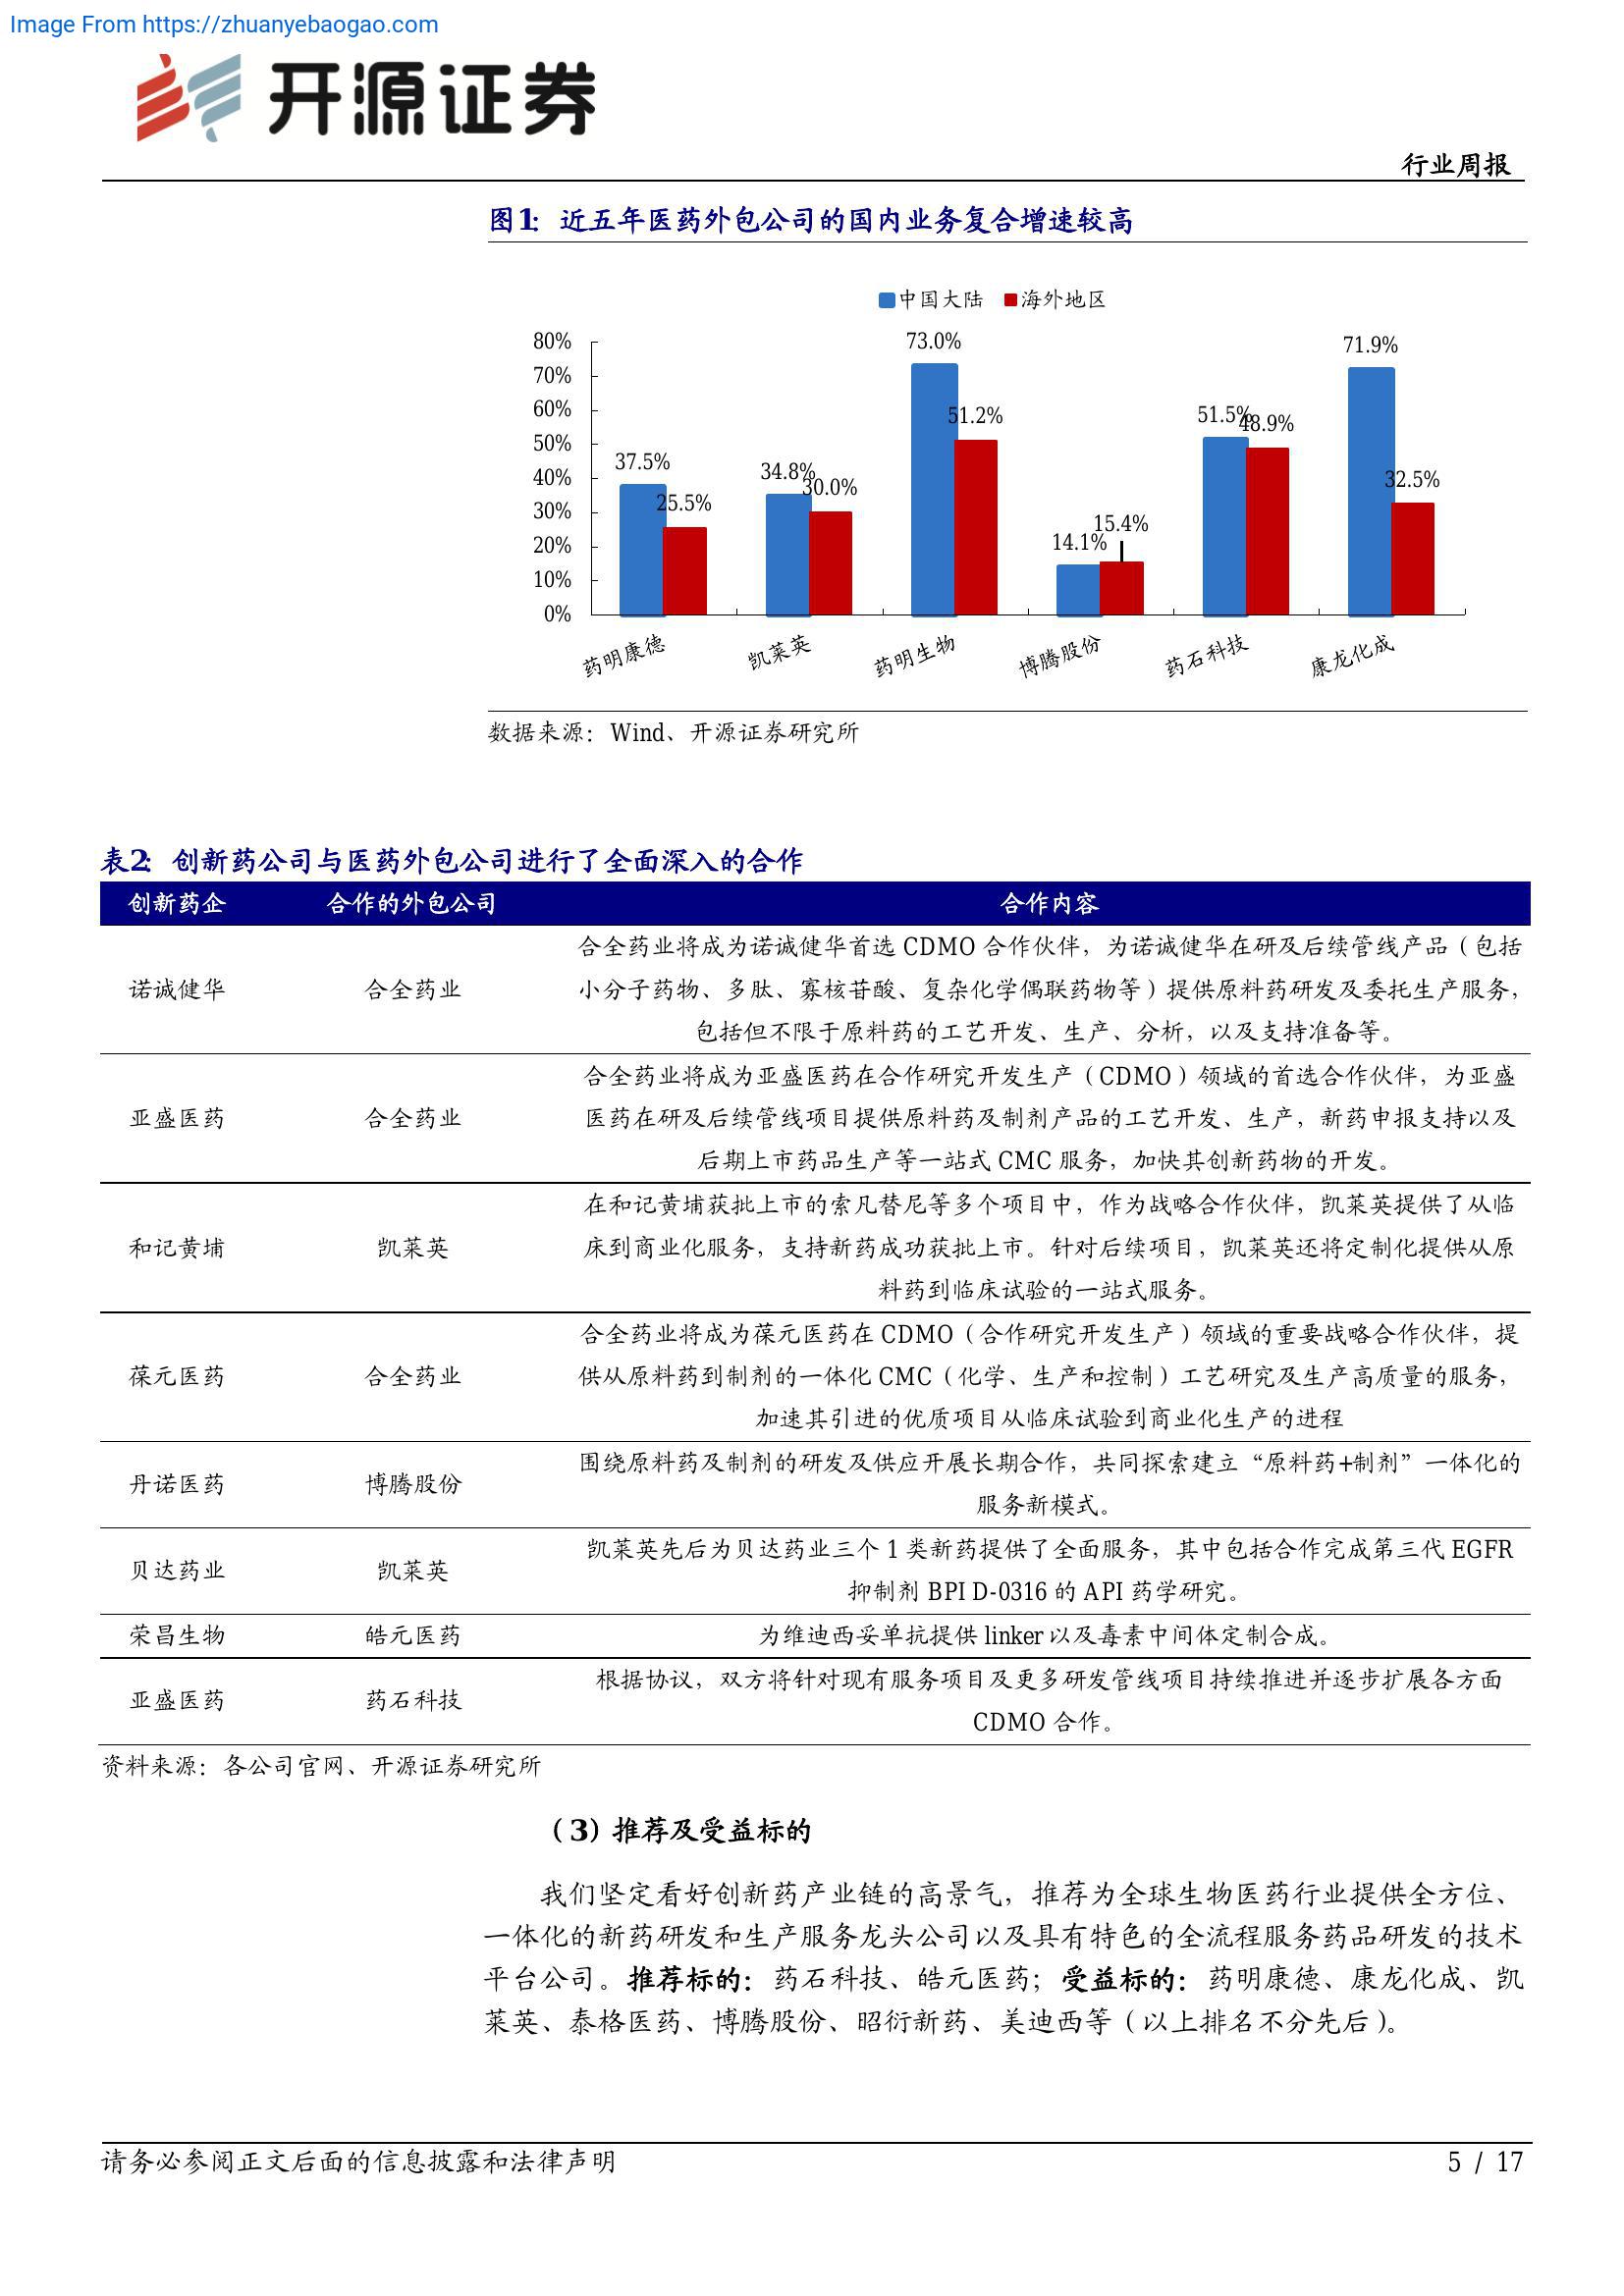 Image From https://zhuanyebaogao.com
开源证券
行业周报
图1：近五年医药外包公司的国内业务复合增速较高
中国大陆 海外地区
80%
70%
60%
50%
40%
30%
20%
10%
0%
37.5%
25.5%
34.8%
30.0%
73.0%
51.2%
14.1%
15.4%
51.5%
48.9%
71.9%
32.5%
药明康德
凯莱英
药明生物
博腾股份
药石科技
康龙化成
数据来源：Wind、开源证券研究所
表2：创新药公司与医药外包公司进行了全面深入的合作
创新药企 合作的外包公司 合作内容
合全药业将成为诺诚健华首选 CDMO 合作伙伴，为诺诚健华在研及后续管线产品（包括
诺诚健华 合全药业 小分子药物、多肽、寡核苷酸、复杂化学偶联药物等）提供原料药研发及委托生产服务，
包括但不限于原料药的工艺开发、生产、分析，以及支持准备等。
合全药业将成为亚盛医药在合作研究开发生产（CDMO）领域的首选合作伙伴，为亚盛
亚盛医药 合全药业 医药在研及后续管线项目提供原料药及制剂产品的工艺开发、生产，新药申报支持以及
后期上市药品生产等一站式 CMC 服务，加快其创新药物的开发。
在和记黄埔获批上市的索凡替尼等多个项目中，作为战略合作伙伴，凯莱英提供了从临
和记黄埔 凯莱英 床到商业化服务，支持新药成功获批上市。针对后续项目，凯莱英还将定制化提供从原
料药到临床试验的一站式服务。
合全药业将成为葆元医药在 CDMO（合作研究开发生产）领域的重要战略合作伙伴，提
葆元医药 合全药业 供从原料药到制剂的一体化 CMC（化学、生产和控制）工艺研究及生产高质量的服务，
加速其引进的优质项目从临床试验到商业化生产的进程
丹诺医药 博腾股份 围绕原料药及制剂的研发及供应开展长期合作，共同探索建立“原料药+制剂”一体化的
服务新模式。
贝达药业 凯莱英 凯莱英先后为贝达药业三个 1 类新药提供了全面服务，其中包括合作完成第三代 EGFR
抑制剂 BPI D-0316 的 API 药学研究。
荣昌生物 皓元医药 为维迪西妥单抗提供 linker 以及毒素中间体定制合成。
亚盛医药 药石科技 根据协议，双方将针对现有服务项目及更多研发管线项目持续推进并逐步扩展各方面
CDMO 合作。
资料来源：各公司官网、开源证券研究所
（3）推荐及受益标的
我们坚定看好创新药产业链的高景气，推荐为全球生物医药行业提供全方位、
一体化的新药研发和生产服务龙头公司以及具有特色的全流程服务药品研发的技术
平台公司。推荐标的：药石科技、皓元医药；受益标的：药明康德、康龙化成、凯
莱英、泰格医药、博腾股份、昭衍新药、美迪西等（以上排名不分先后）。
请务必参阅正文后面的信息披露和法律声明
5 / 17